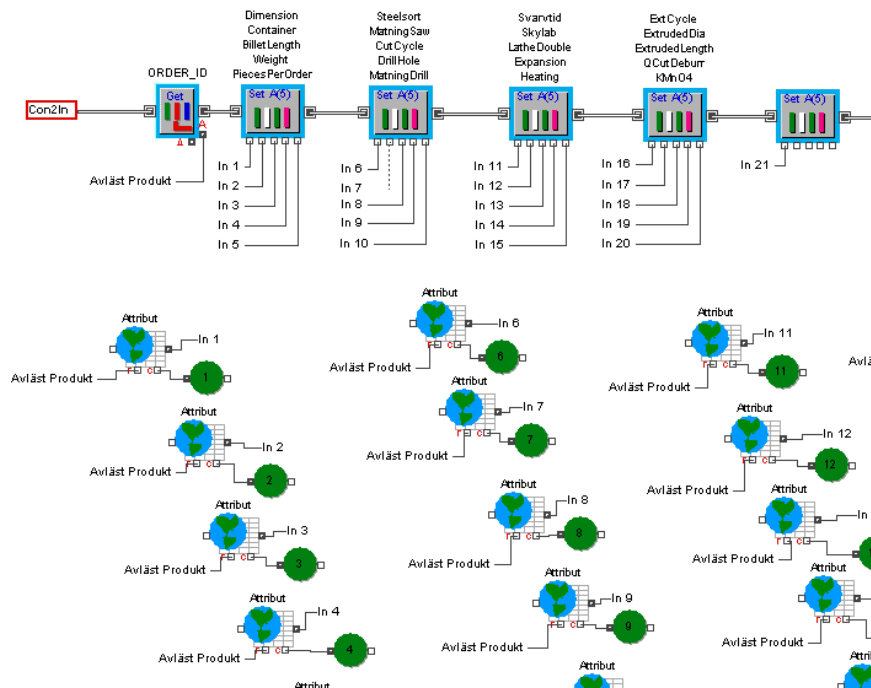 Dimension
Container
BilletLength
Weight
PiecesPerOrder
Steelsort
MatningSaw
CutCycle
DrillHole
MatningDrill
Svarvtid
Skylab
LatheDouble
Expansion
Heating
ExtCycle
ExtrudedDia
ExtrudedLength
QCutDeburr
KMnO4
ORDER_ID
Get
Set A(5)
Set A(5)
Set A(5)
Set A(5)
Set A(5)
Con2In
A
A
Avläst Produkt
In 1
In 2
In 3
In 4
In 5
In 6
In 7
In 8
In 9
In 10
In 11
In 12
In 13
In 14
In 15
In 16
In 17
In 18
In 19
In 20
In 21
Attribut
In 1
Avläst Produkt
r c
1
Attribut
In 2
Avläst Produkt
r c
2
Attribut
In 3
Avläst Produkt
r c
3
Attribut
In 4
Avläst Produkt
r c
4
Attribut
Attribut
In 6
Avläst Produkt
r c
6
Attribut
In 7
Avläst Produkt
r c
7
Attribut
In 8
Avläst Produkt
r c
8
Attribut
In 9
Avläst Produkt
r c
9
Attribut
Attribut
In 11
Avläst Produkt
r c
11
Attribut
In 12
Avläst Produkt
r c
12
Attribut
In
Avläst Produkt
r c
Attribut
Avläst Produkt
r c